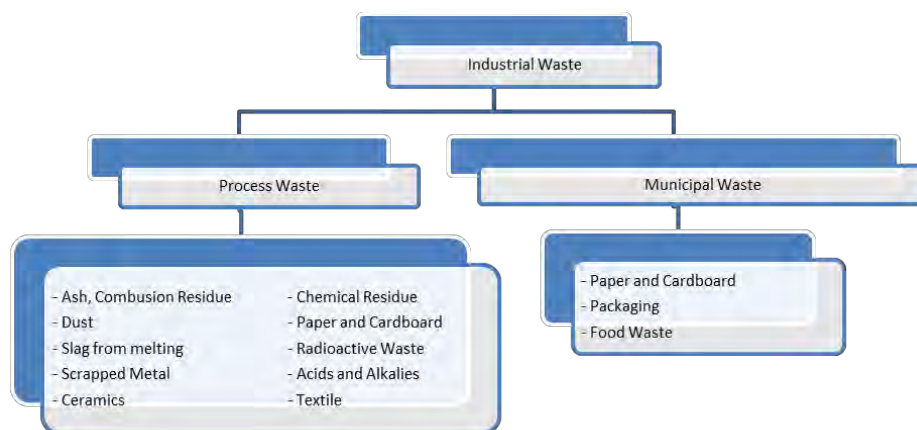 Industrial Waste
Process Waste
Municipal Waste
- Ash, Combusion Residue
- Dust
- Slag from melting
- Scrapped Metal
- Ceramics
- Chemical Residue
- Paper and Cardboard
- Radioactive Waste
- Acids and Alkalies
- Textile
- Paper and Cardboard
- Packaging
- Food Waste